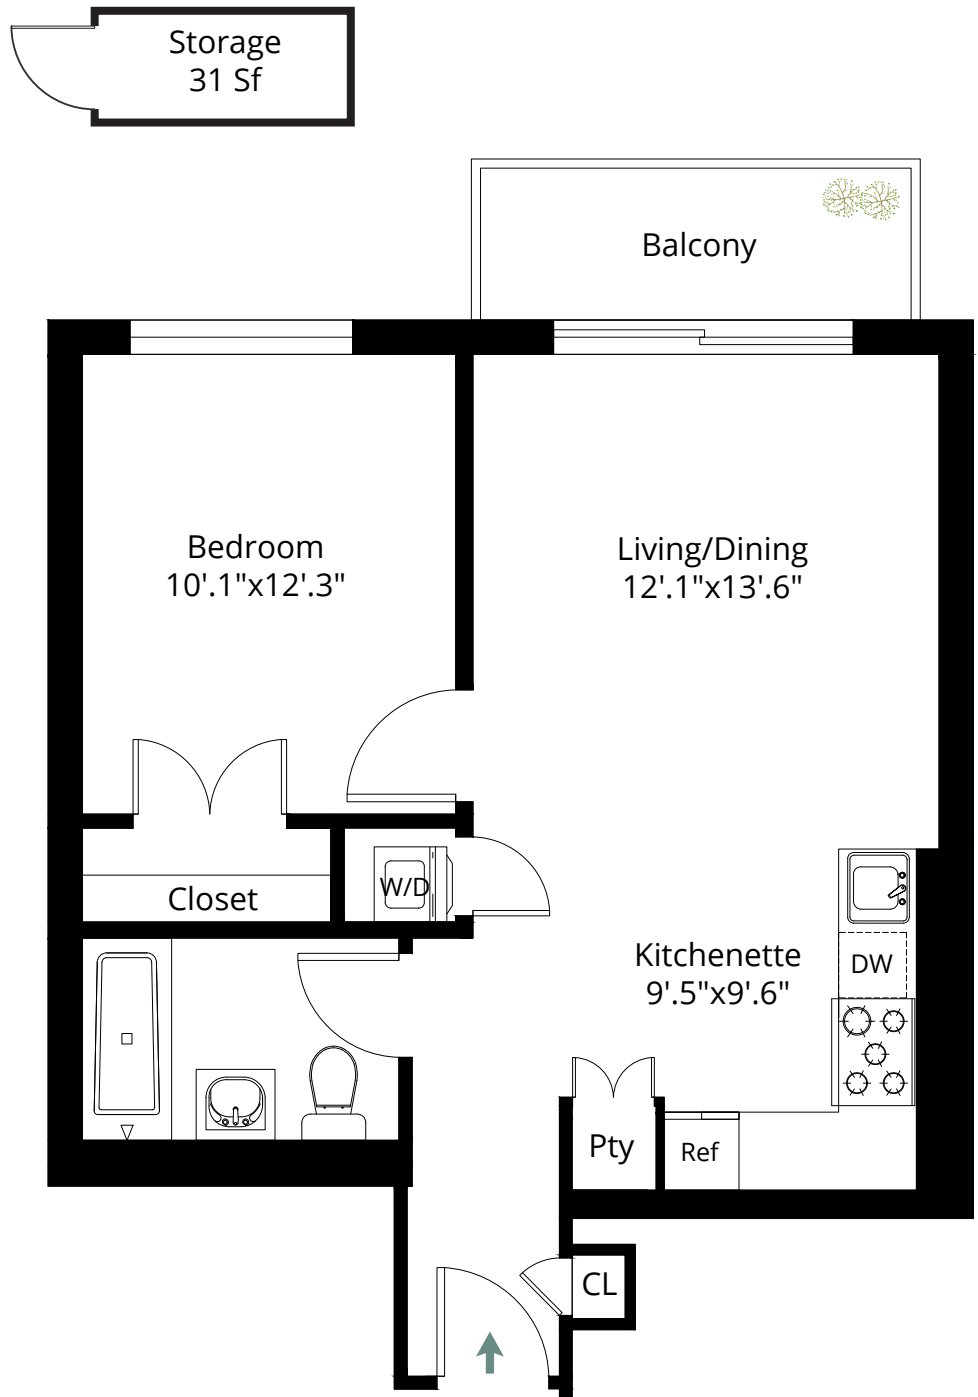 Storage
31 Sf
Balcony
Bedroom
10'.1"x12'.3"
Living/Dining
12'.1"x13'.6"
W/D
Closet
Kitchenette
9'.5"x9'.6"
DW
Pty
Ref
CL